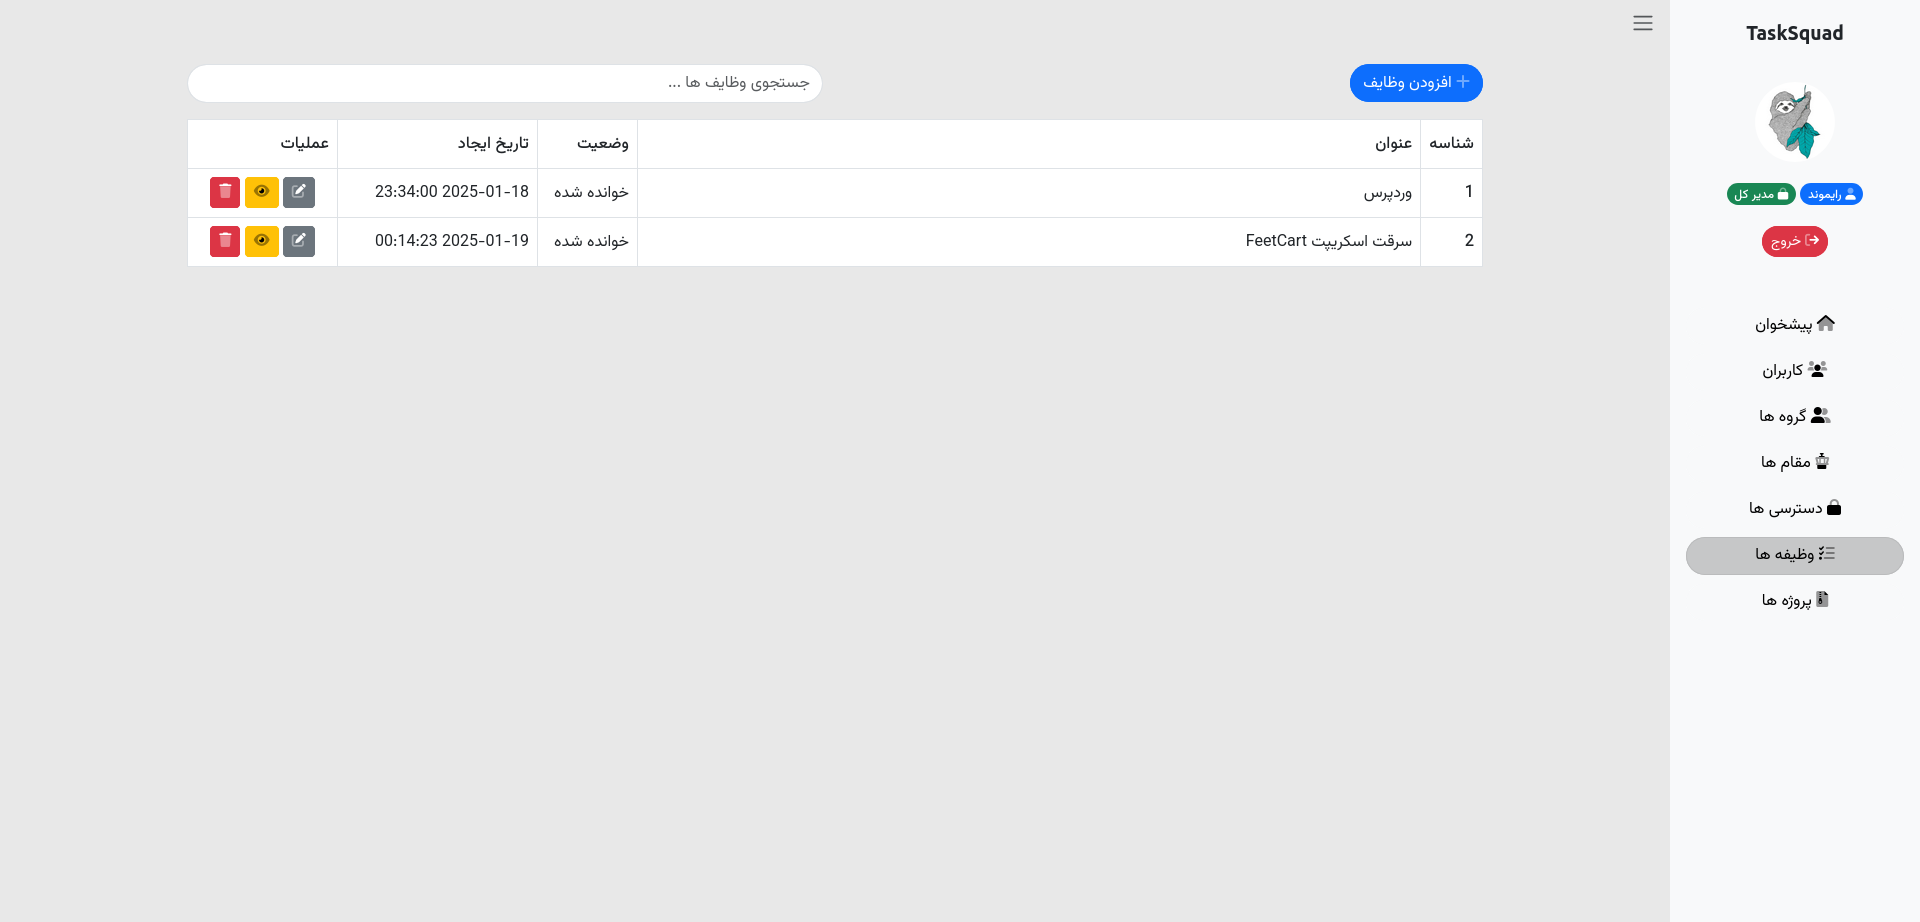 TaskSquad
رایموند
مدیر کل
خروج
پیشخوان
کاربران
گروه ها
مقام ها
دسترسی ها
وظیفه ها
پروژه ها
افزودن وظایف
جستجوی وظایف ها ...
شناسه عنوان وضعیت تاریخ ایجاد عملیات
1 وردپرس خوانده شده 2025-01-18 23:34:00
2 سرقت اسکریپت FeetCart خوانده شده 2025-01-19 00:14:23